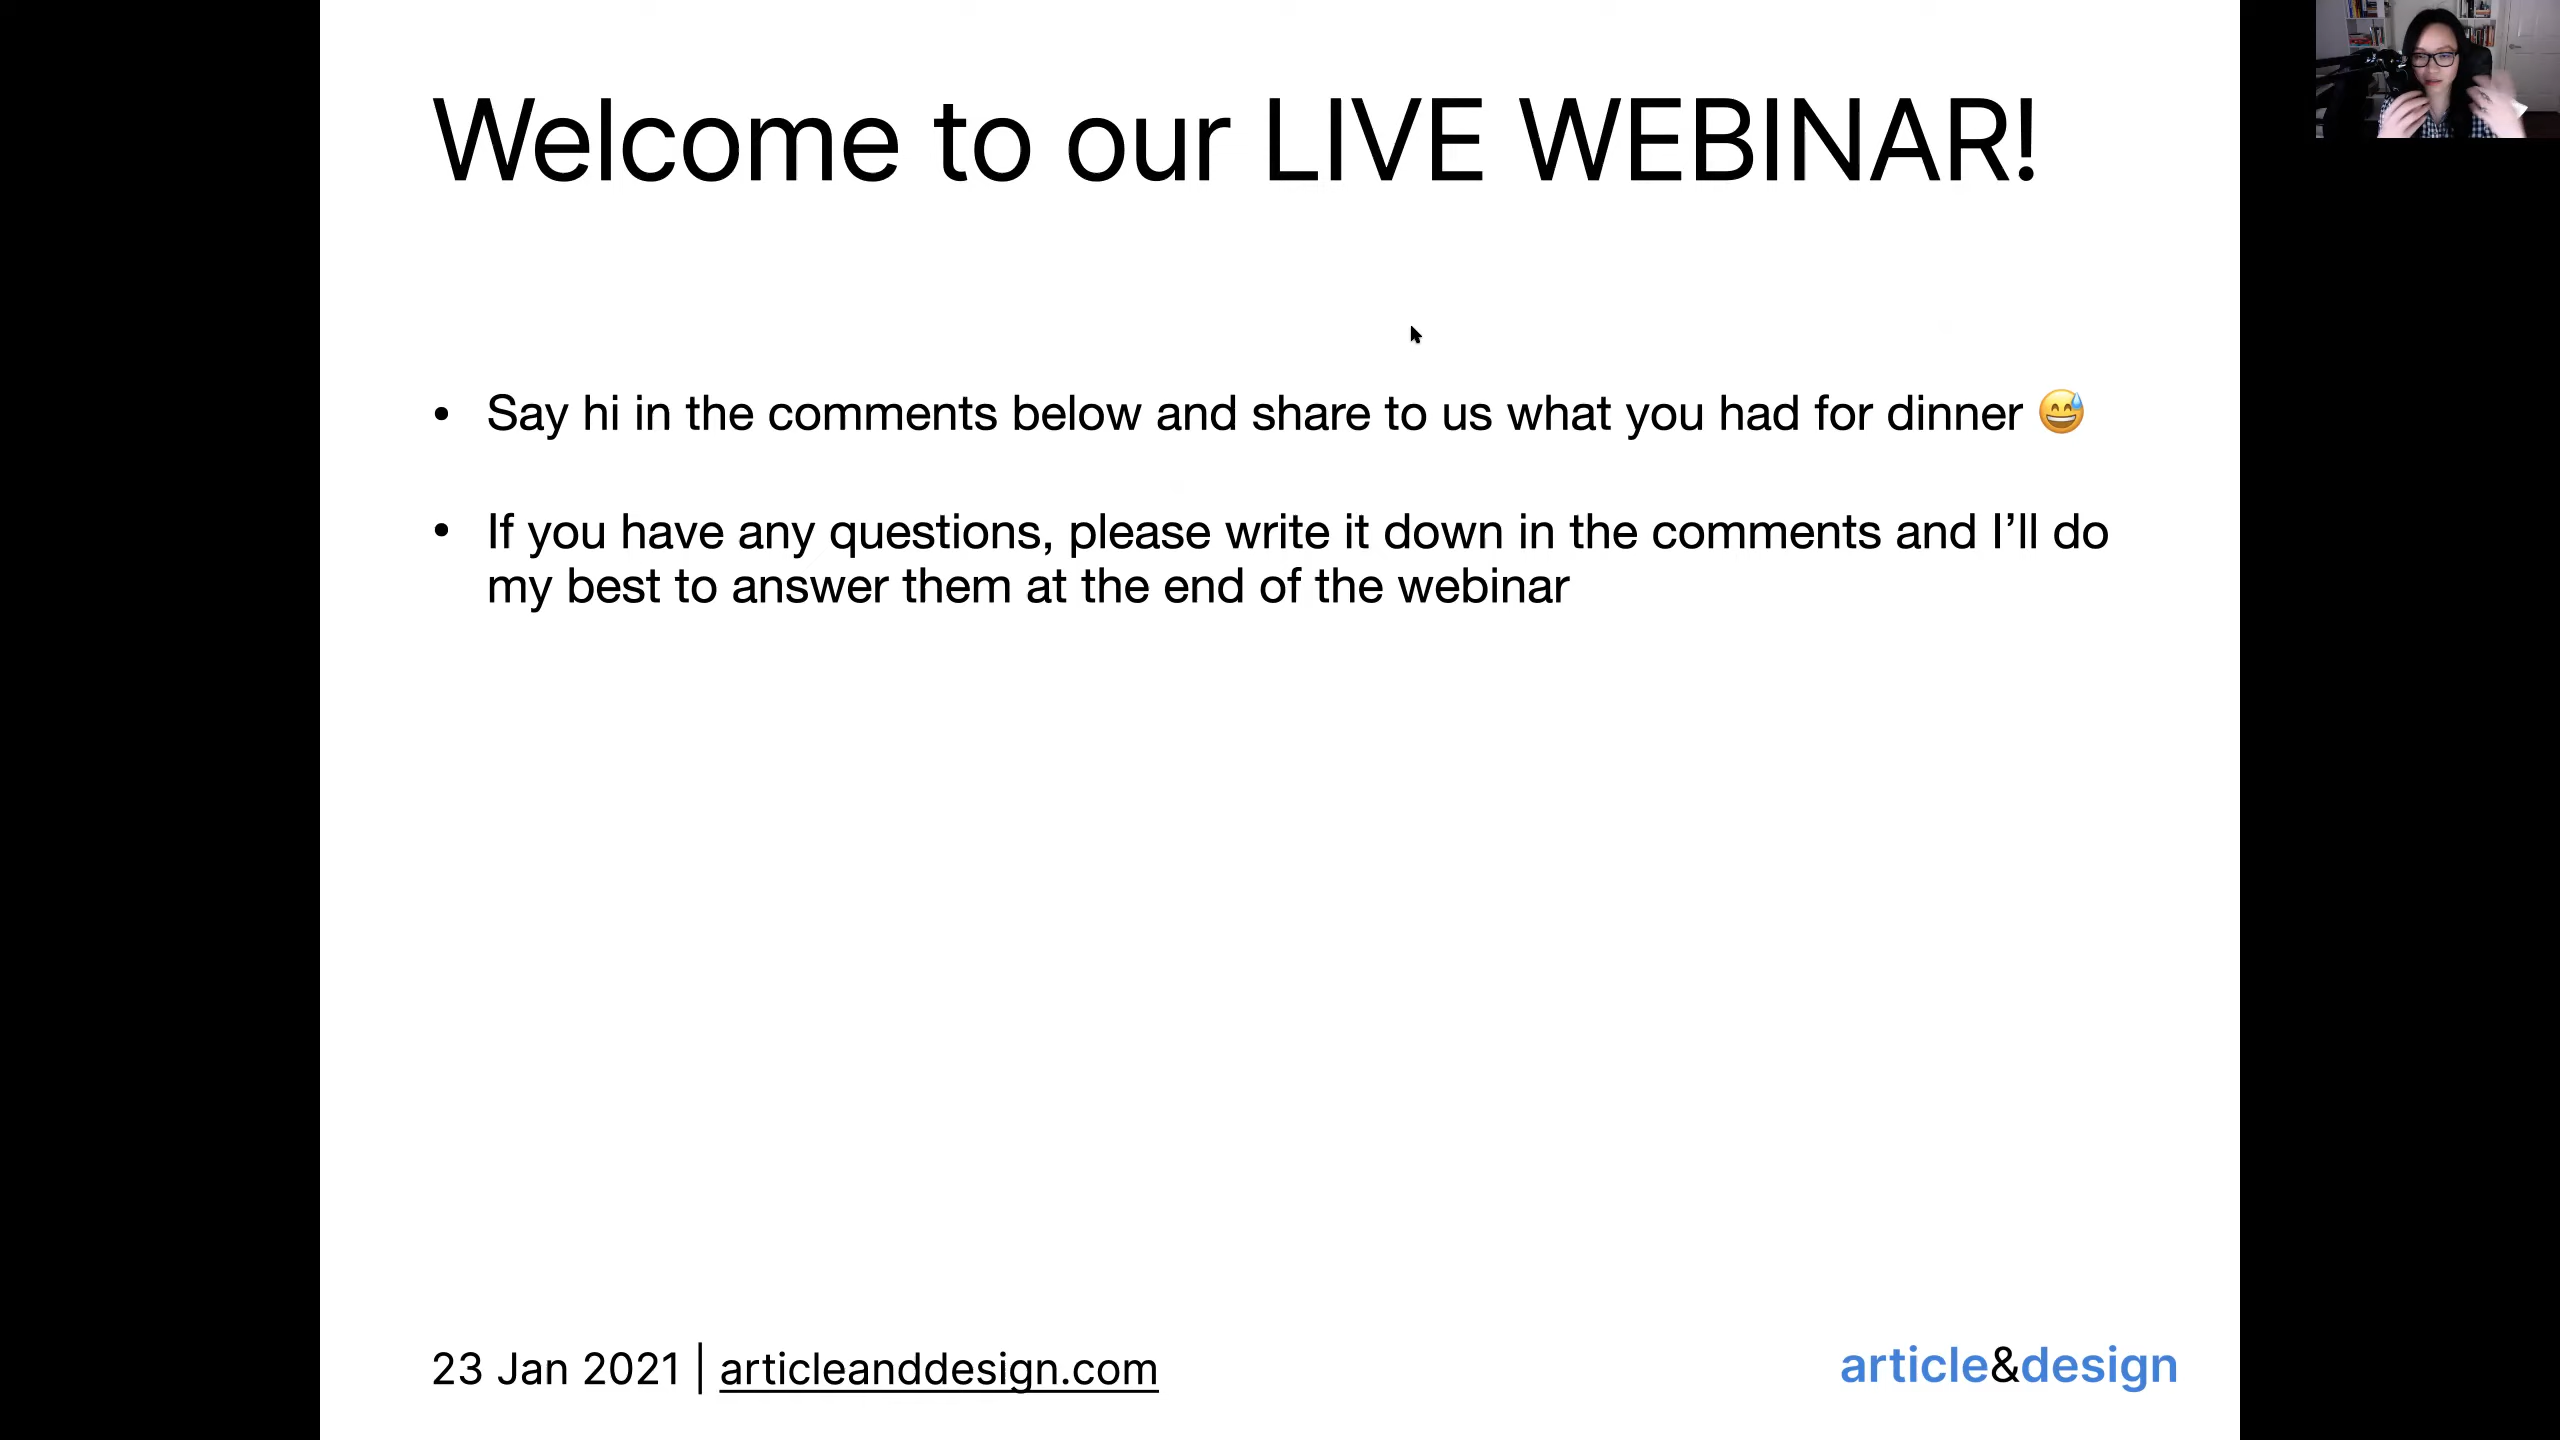 Welcome to our LIVE WEBINAR!
• Say hi in the comments below and share to us what you had for dinner 😅
• If you have any questions, please write it down in the comments and I’ll do
my best to answer them at the end of the webinar
23 Jan 2021 | articleanddesign.com
article&design